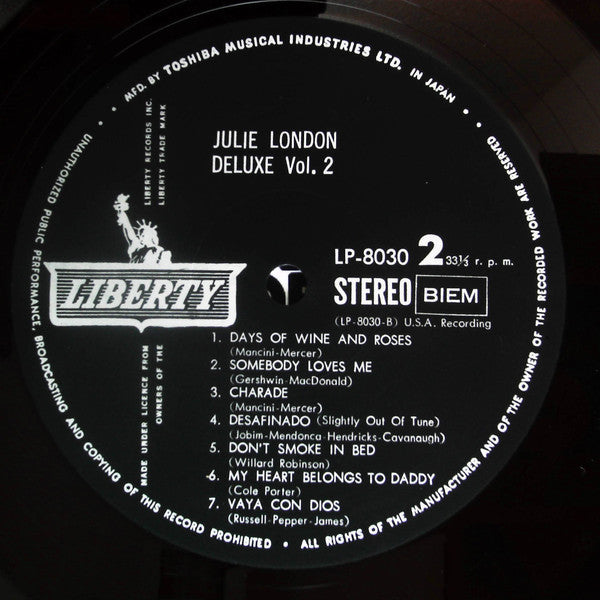 • MFD. BY TOSHIBA MUSICAL INDUSTRIES LTD. IN JAPAN •
• UNAUTHORIZED PUBLIC PERFORMANCE, BROADCASTING AND COPYING OF THIS RECORD PROHIBITED • ALL RIGHTS OF THE MANUFACTURER AND OF THE OWNER OF THE RECORDED WORK ARE RESERVED •
LIBERTY RECORDS INC.
LIBERTY TRADE MARK
MADE UNDER LICENCE FROM
OWNERS OF THE
JULIE LONDON
DELUXE Vol. 2
LIBERTY
LP-8030 2 33⅓ r. p. m.
STEREO BIEM
(LP-8030-B) U.S.A. Recording
1. DAYS OF WINE AND ROSES
(Mancini-Mercer)
2. SOMEBODY LOVES ME
(Gershwin-MacDonald)
3. CHARADE
(Mancini-Mercer)
4. DESAFINADO (Slightly Out Of Tune)
(Jobim-Mendonca-Hendricks-Cavanaugh)
5. DON'T SMOKE IN BED
(Willard Robinson)
6. MY HEART BELONGS TO DADDY
(Cole Porter)
7. VAYA CON DIOS
(Russell-Pepper-James)